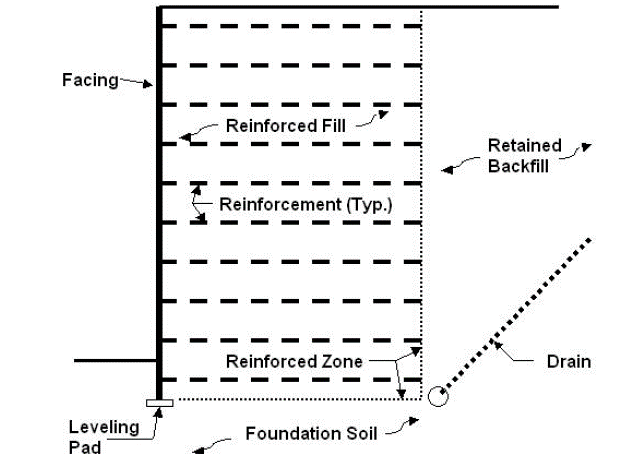 Facing
Reinforced Fill
Retained
Backfill
Reinforcement (Typ.)
Reinforced Zone
Drain
Leveling
Pad
Foundation Soil